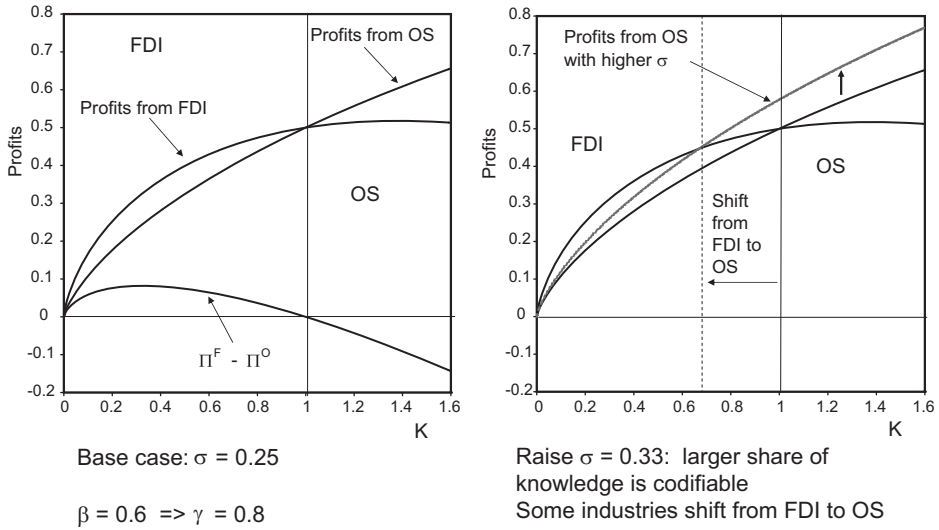 0.8
0.7
0.6
0.5
0.4
0.3
0.2
0.1
0
-0.1
-0.2
Profits
FDI
Profits from OS
Profits from FDI
OS
Π^F - Π^O
0 0.2 0.4 0.6 0.8 1 1.2 1.4 1.6
K
Base case: σ = 0.25
β = 0.6 => γ = 0.8
0.8
0.7
0.6
0.5
0.4
0.3
0.2
0.1
0
-0.1
-0.2
Profits
Profits from OS
with higher σ
FDI
OS
Shift
from
FDI to
OS
0 0.2 0.4 0.6 0.8 1 1.2 1.4 1.6
K
Raise σ = 0.33: larger share of
knowledge is codifiable
Some industries shift from FDI to OS